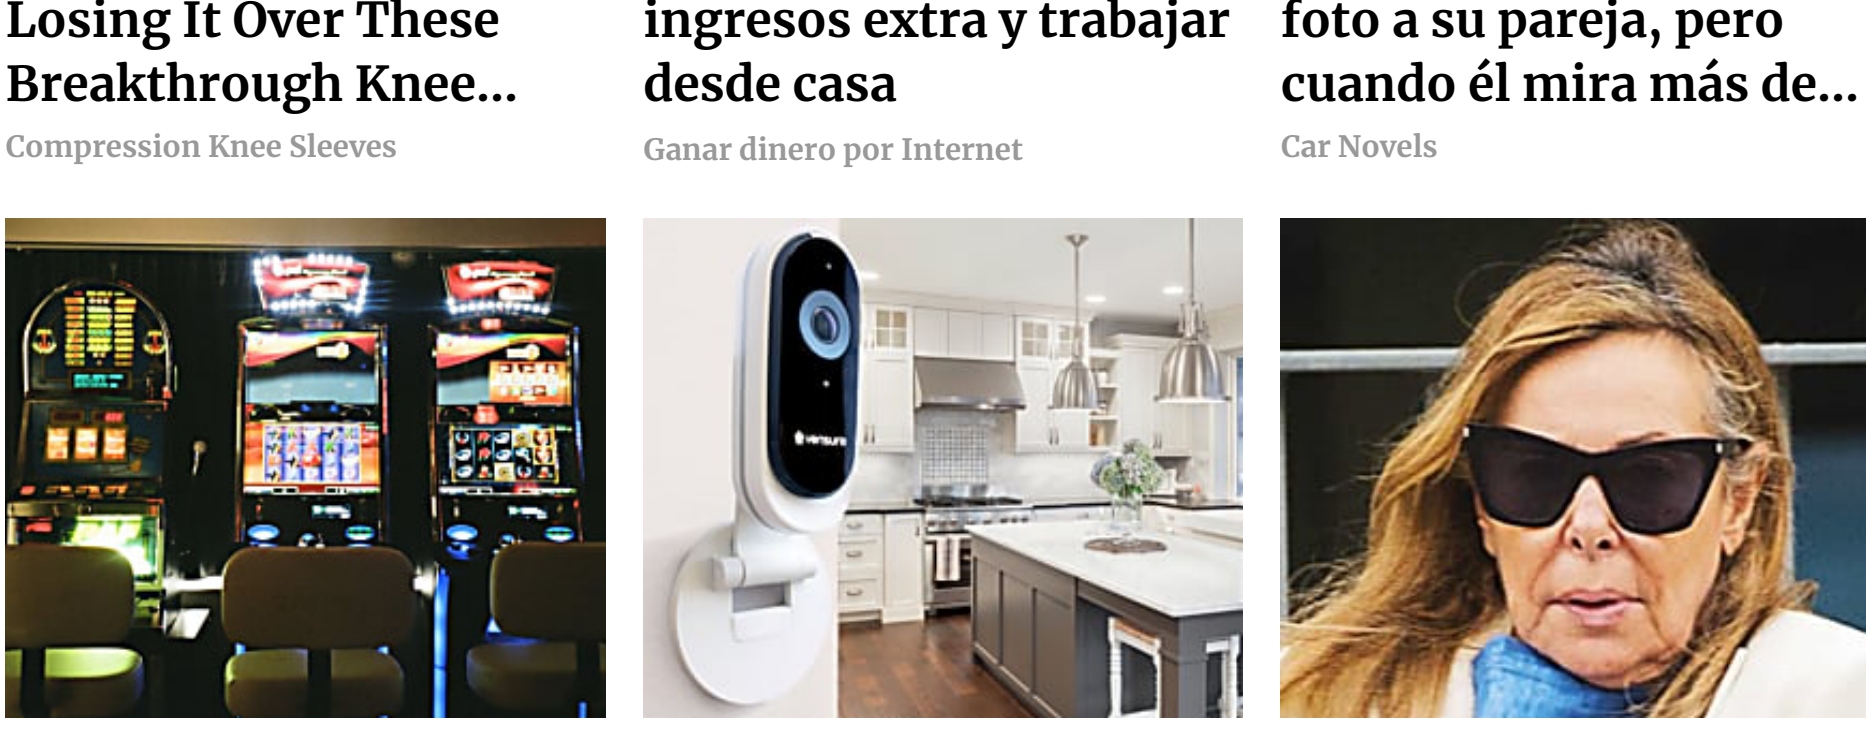 Losing It Over These
Breakthrough Knee...
Compression Knee Sleeves
ingresos extra y trabajar
desde casa
Ganar dinero por Internet
foto a su pareja, pero
cuando él mira más de...
Car Novels
verisure